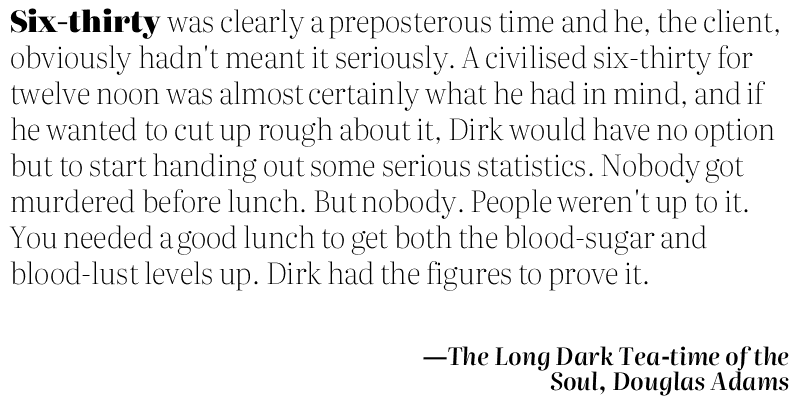 Six-thirty was clearly a preposterous time and he, the client,
obviously hadn't meant it seriously. A civilised six-thirty for
twelve noon was almost certainly what he had in mind, and if
he wanted to cut up rough about it, Dirk would have no option
but to start handing out some serious statistics. Nobody got
murdered before lunch. But nobody. People weren't up to it.
You needed a good lunch to get both the blood-sugar and
blood-lust levels up. Dirk had the figures to prove it.
—The Long Dark Tea-time of the
Soul, Douglas Adams